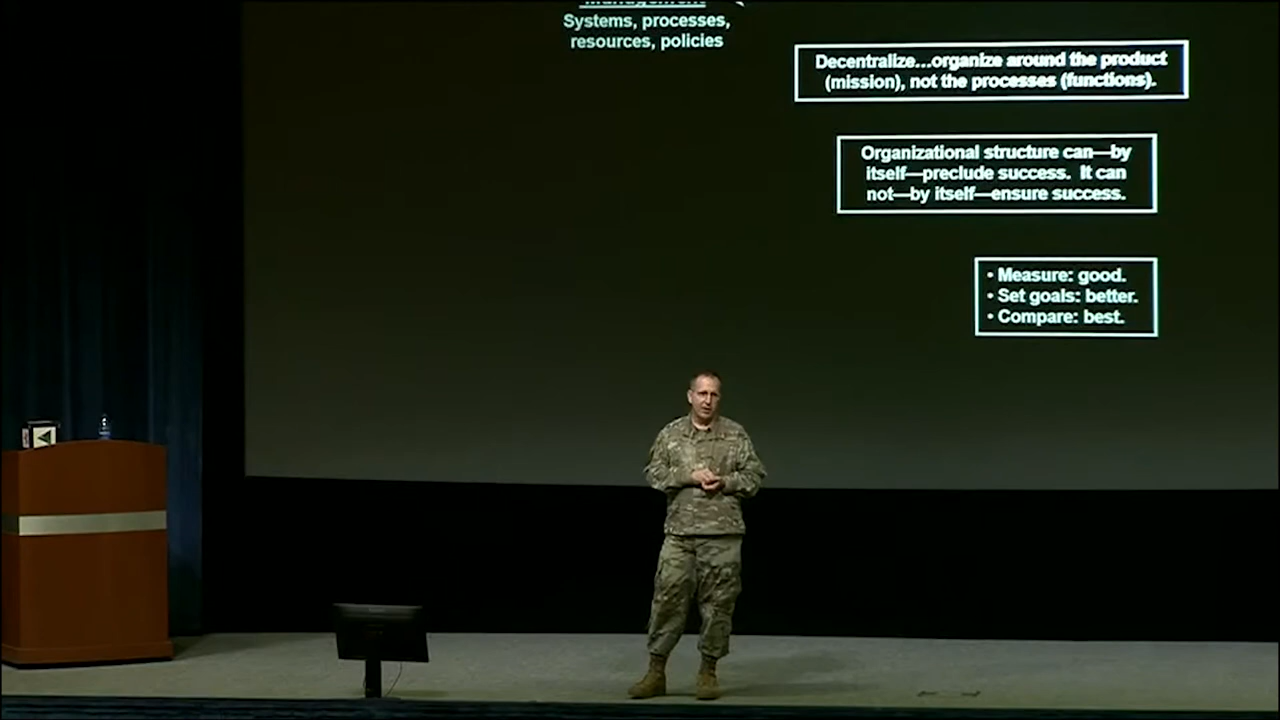 Management
Systems, processes,
resources, policies
Decentralize...organize around the product
(mission), not the processes (functions).
Organizational structure can—by
itself—preclude success. It can
not—by itself—ensure success.
• Measure: good.
• Set goals: better.
• Compare: best.